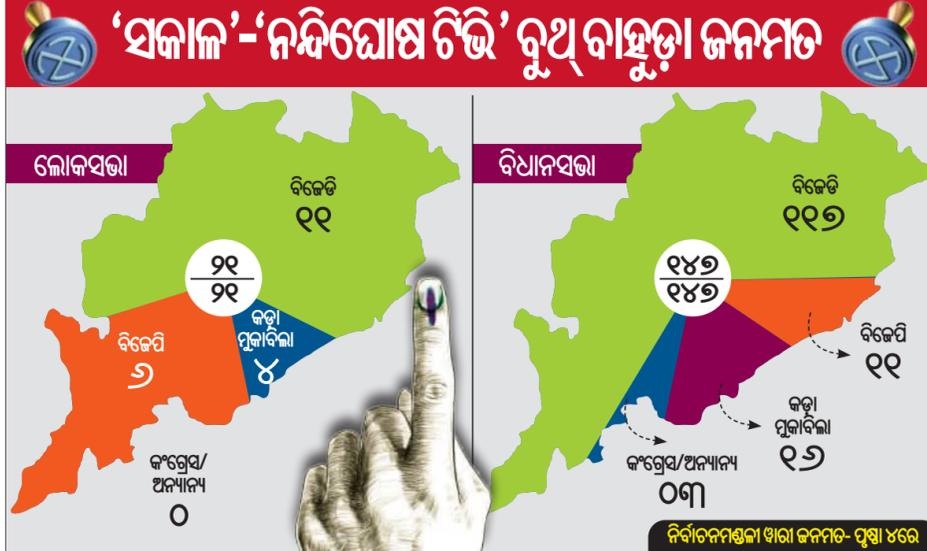 ‘ସକାଳ’-‘ନନ୍ଦିଘୋଷ ଟିଭି’ ବୁଥ୍ ବାହୁଡ଼ା ଜନମତ
ଲୋକସଭା
ବିଜେଡି
୧୧
୨୧
୨୧
ବିଜେପି
୬
କଡ଼ା
ମୁକାବିଲା
୪
କଂଗ୍ରେସ/
ଅନ୍ୟାନ୍ୟ
୦
ବିଧାନସଭା
ବିଜେଡି
୧୧୭
୧୪୭
୧୪୭
ବିଜେପି
୧୧
କଡ଼ା
ମୁକାବିଲା
୧୬
କଂଗ୍ରେସ/ଅନ୍ୟାନ୍ୟ
୦୩
ନିର୍ବାଚନମଣ୍ଡଳୀ ୱାରୀ ଜନମତ- ପୃଷ୍ଠା ୪ରେ